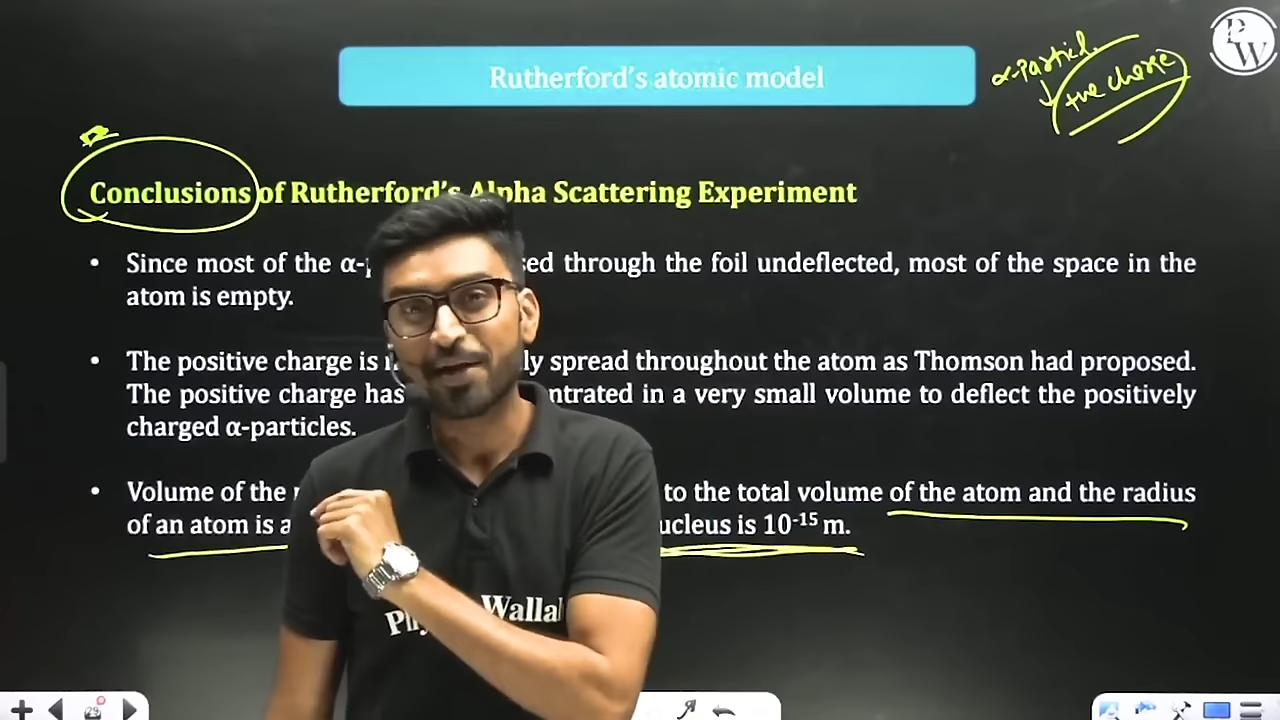 PW
Rutherford's atomic model
α-particl
+ve charge
Conclusions of Rutherford's Alpha Scattering Experiment
• Since most of the α- sed through the foil undeflected, most of the space in the
atom is empty.
• The positive charge is ly spread throughout the atom as Thomson had proposed.
The positive charge has ntrated in a very small volume to deflect the positively
charged α-particles.
• Volume of the to the total volume of the atom and the radius
of an atom is a ucleus is 10⁻¹⁵ m.
Ph Wallah
29